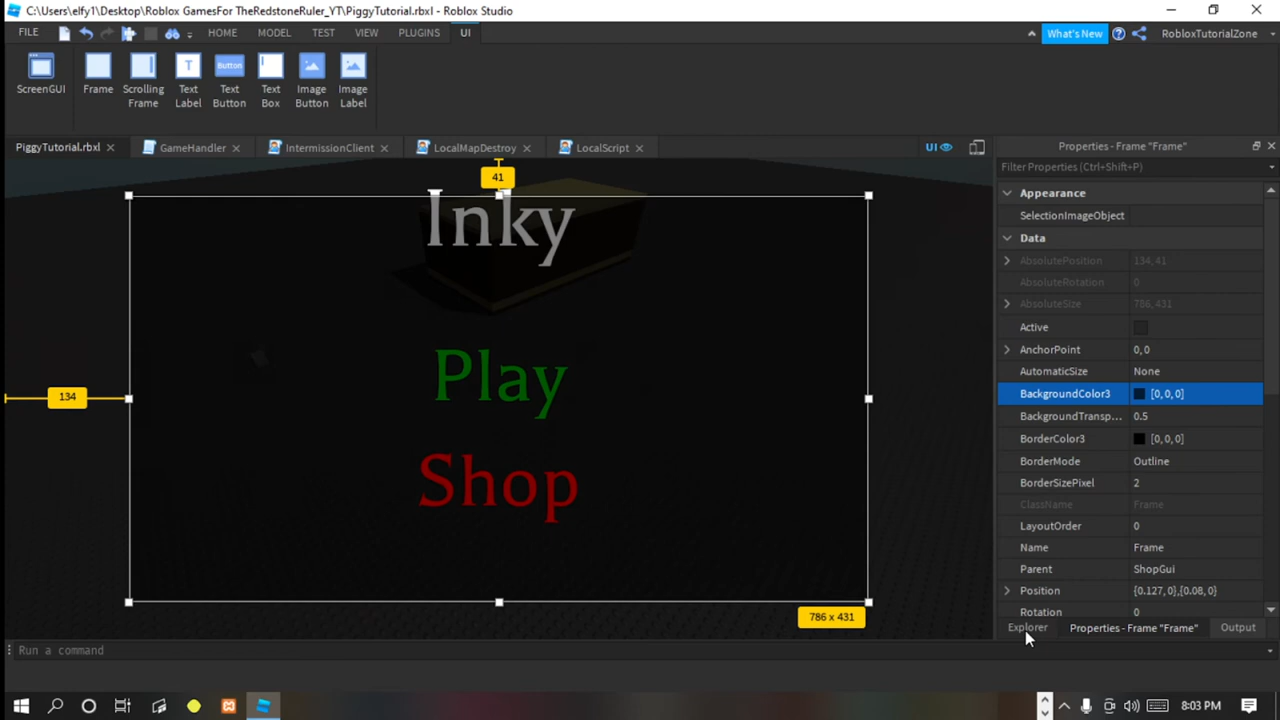 C:\Users\elfy1\Desktop\Roblox GamesFor TheRedstoneRuler_YT\PiggyTutorial.rbxl - Roblox Studio
FILE HOME MODEL TEST VIEW PLUGINS UI What's New RobloxTutorialZone
ScreenGUI Frame Scrolling Frame Text Label Button Text Button Text Box Image Button Image Label
PiggyTutorial.rbxl GameHandler IntermissionClient LocalMapDestroy LocalScript UI
Properties - Frame "Frame"
Filter Properties (Ctrl+Shift+P)
Appearance
SelectionImageObject
Data
AbsolutePosition 134, 41
AbsoluteRotation 0
AbsoluteSize 786, 431
Active
AnchorPoint 0, 0
AutomaticSize None
BackgroundColor3 [0, 0, 0]
BackgroundTransp... 0.5
BorderColor3 [0, 0, 0]
BorderMode Outline
BorderSizePixel 2
ClassName Frame
LayoutOrder 0
Name Frame
Parent ShopGui
Position {0.127, 0},{0.08, 0}
Rotation 0
Explorer Properties - Frame "Frame" Output
41
Inky
Play
134
Shop
786 x 431
Run a command
8:03 PM